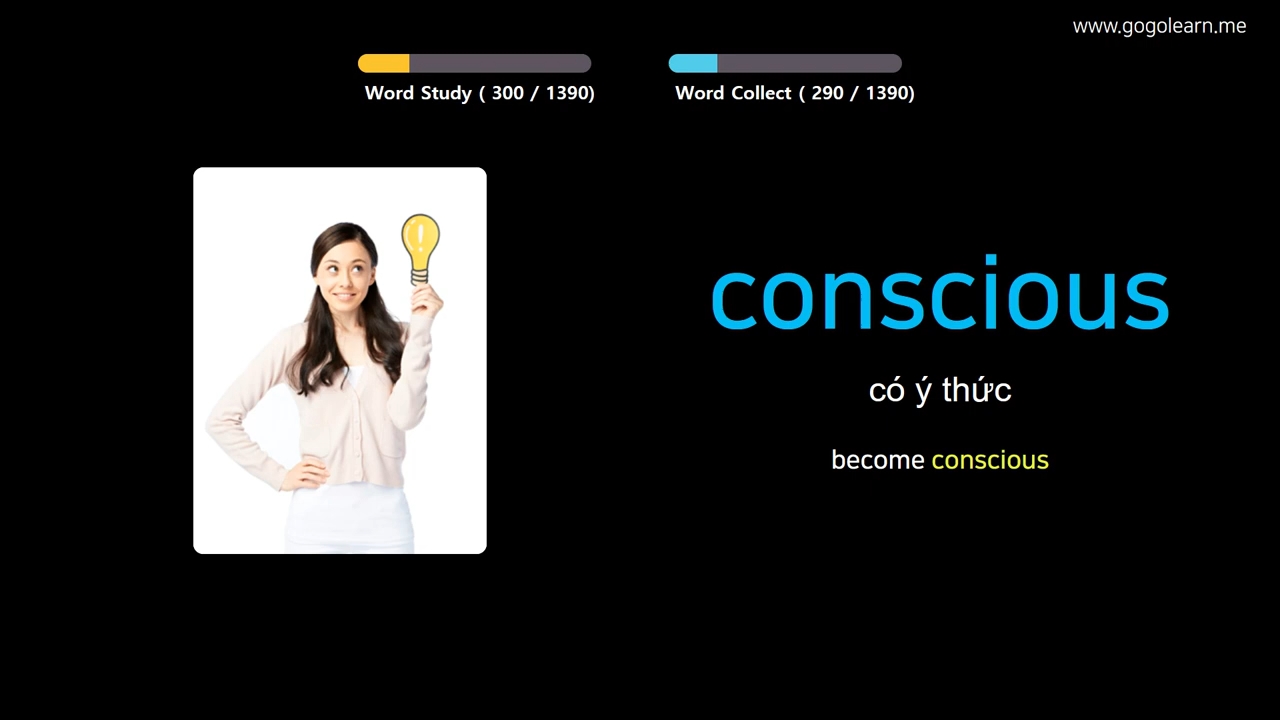 www.gogolearn.me
Word Study ( 300 / 1390)
Word Collect ( 290 / 1390)
conscious
có ý thức
become conscious